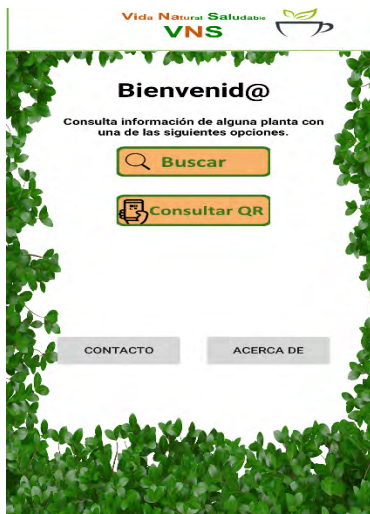 Vida Natural Saludable
VNS
Bienvenid@
Consulta información de alguna planta con
una de las siguientes opciones.
Buscar
Consultar QR
CONTACTO
ACERCA DE